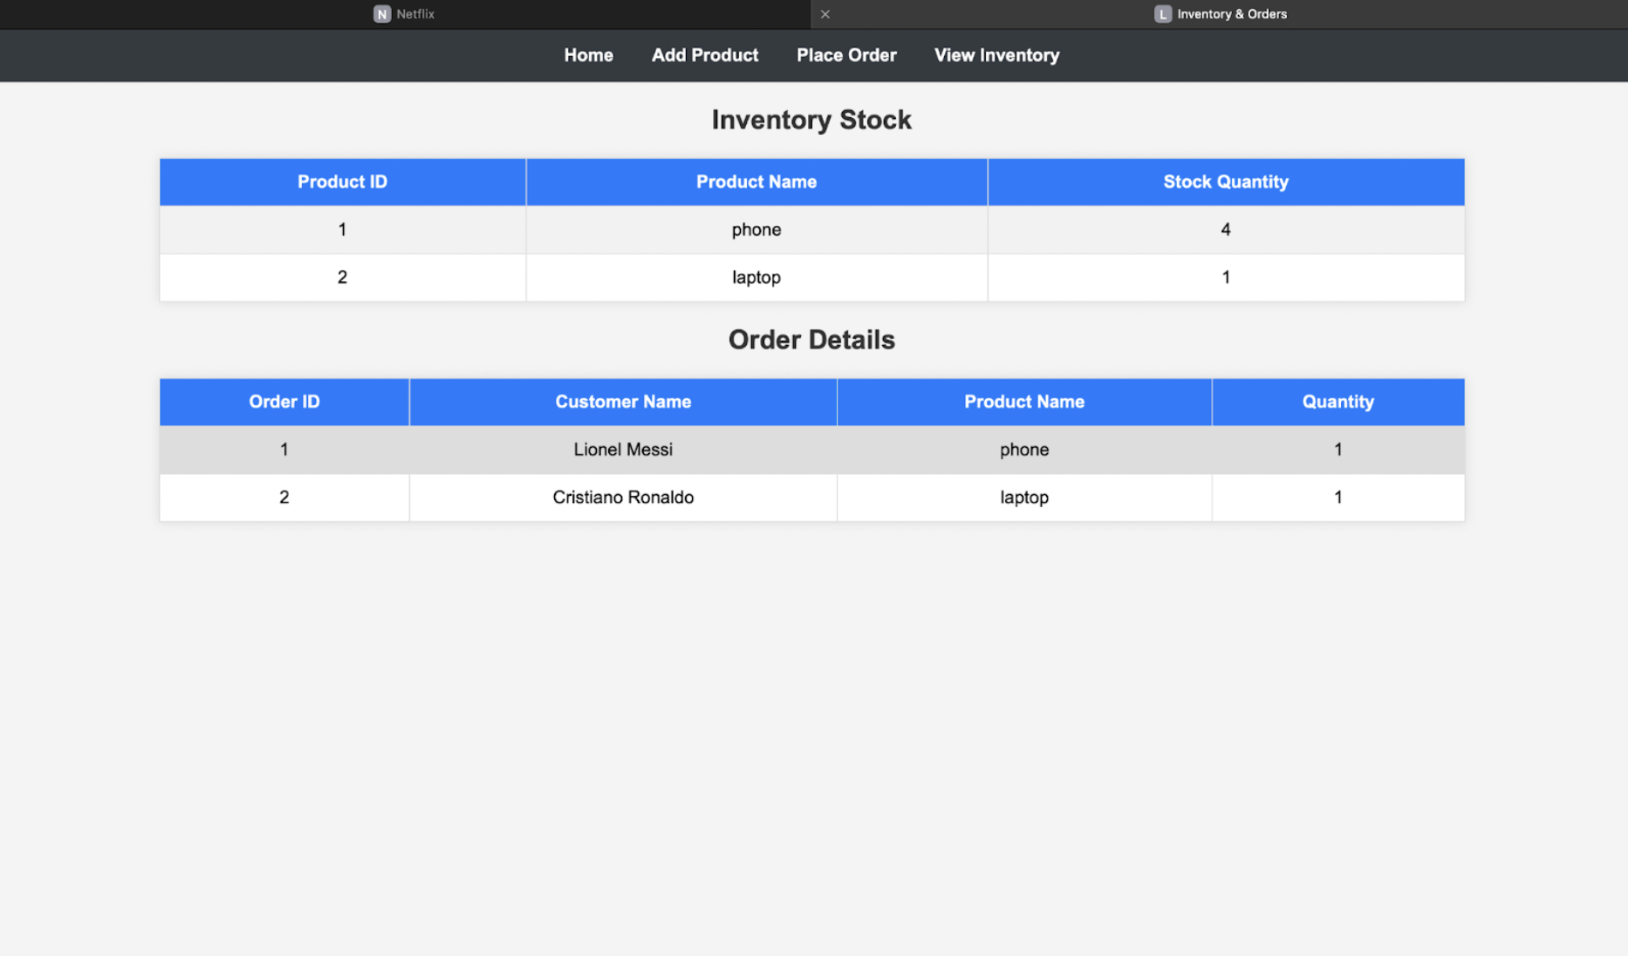 N Netflix
L Inventory & Orders
Home Add Product Place Order View Inventory
Inventory Stock
Product ID Product Name Stock Quantity
1 phone 4
2 laptop 1
Order Details
Order ID Customer Name Product Name Quantity
1 Lionel Messi phone 1
2 Cristiano Ronaldo laptop 1